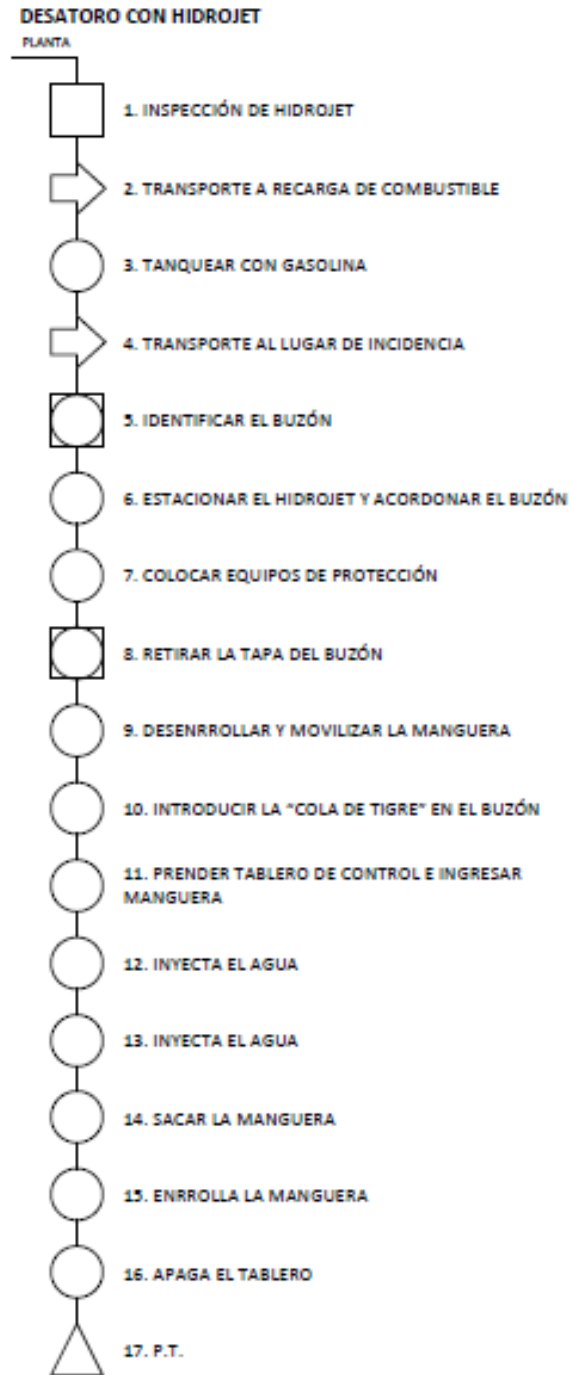 DESATORO CON HIDROJET
PLANTA
1. INSPECCIÓN DE HIDROJET
2. TRANSPORTE A RECARGA DE COMBUSTIBLE
3. TANQUEAR CON GASOLINA
4. TRANSPORTE AL LUGAR DE INCIDENCIA
5. IDENTIFICAR EL BUZÓN
6. ESTACIONAR EL HIDROJET Y ACORDONAR EL BUZÓN
7. COLOCAR EQUIPOS DE PROTECCIÓN
8. RETIRAR LA TAPA DEL BUZÓN
9. DESENRROLLAR Y MOVILIZAR LA MANGUERA
10. INTRODUCIR LA "COLA DE TIGRE" EN EL BUZÓN
11. PRENDER TABLERO DE CONTROL E INGRESAR
MANGUERA
12. INYECTA EL AGUA
13. INYECTA EL AGUA
14. SACAR LA MANGUERA
15. ENRROLLA LA MANGUERA
16. APAGA EL TABLERO
17. P.T.